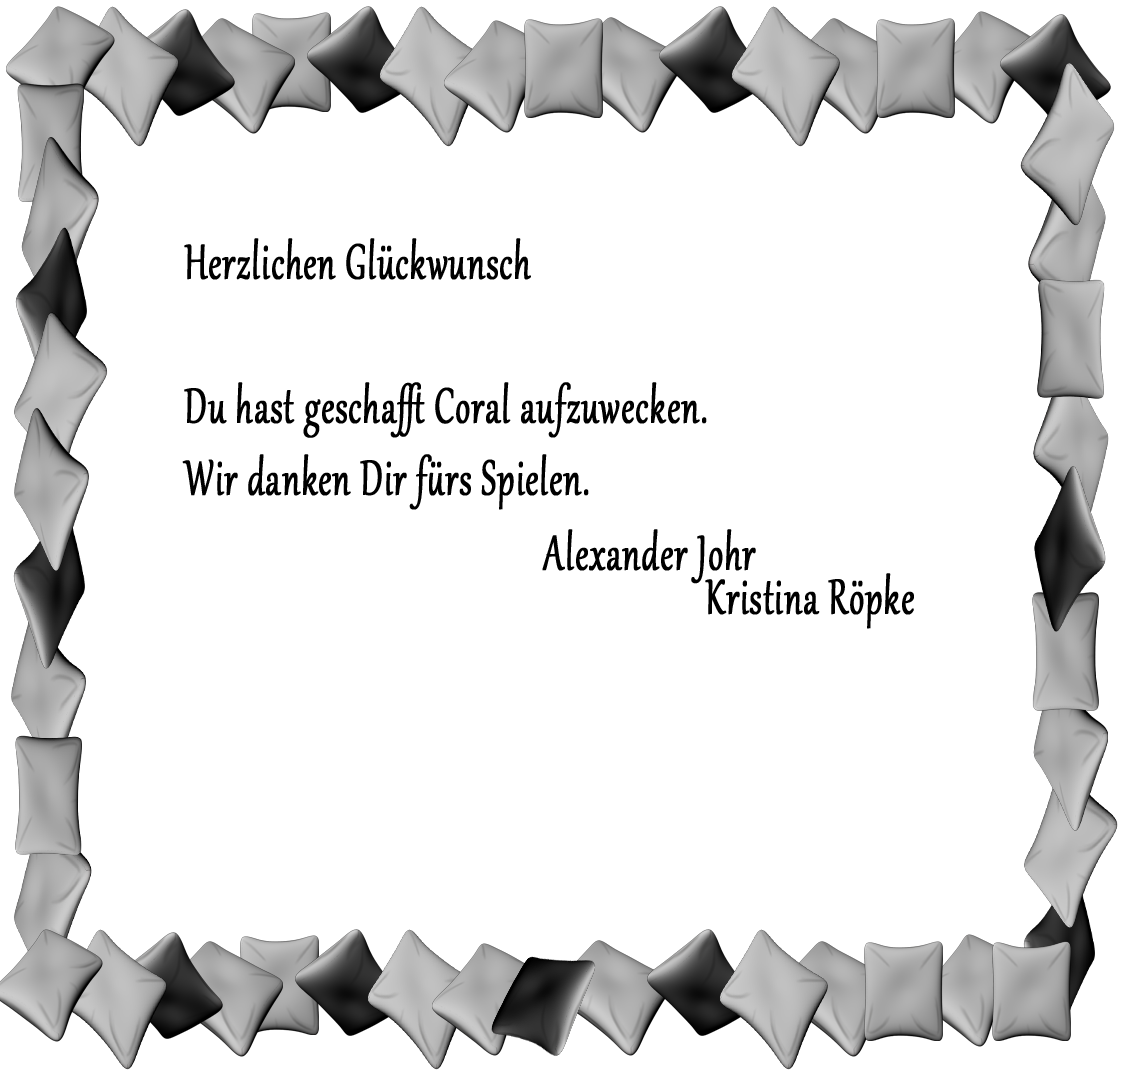 Herzlichen Glückwunsch
Du hast geschafft Coral aufzuwecken.
Wir danken Dir fürs Spielen.
Alexander Johr
Kristina Röpke